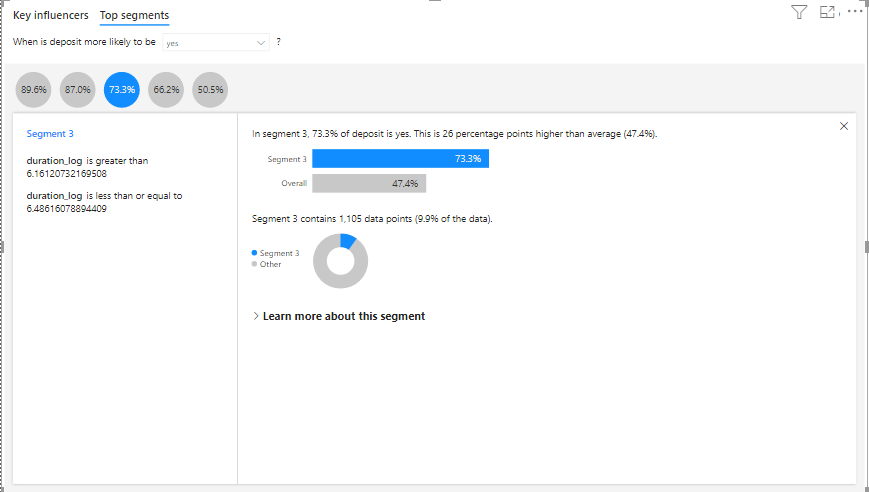 Key influencers Top segments
When is deposit more likely to be yes ?
89.6% 87.0% 73.3% 66.2% 50.5%
Segment 3
duration_log is greater than
6.16120732169508
duration_log is less than or equal to
6.48616078894409
In segment 3, 73.3% of deposit is yes. This is 26 percentage points higher than average (47.4%).
Segment 3 73.3%
Overall 47.4%
Segment 3 contains 1,105 data points (9.9% of the data).
Segment 3
Other
Learn more about this segment